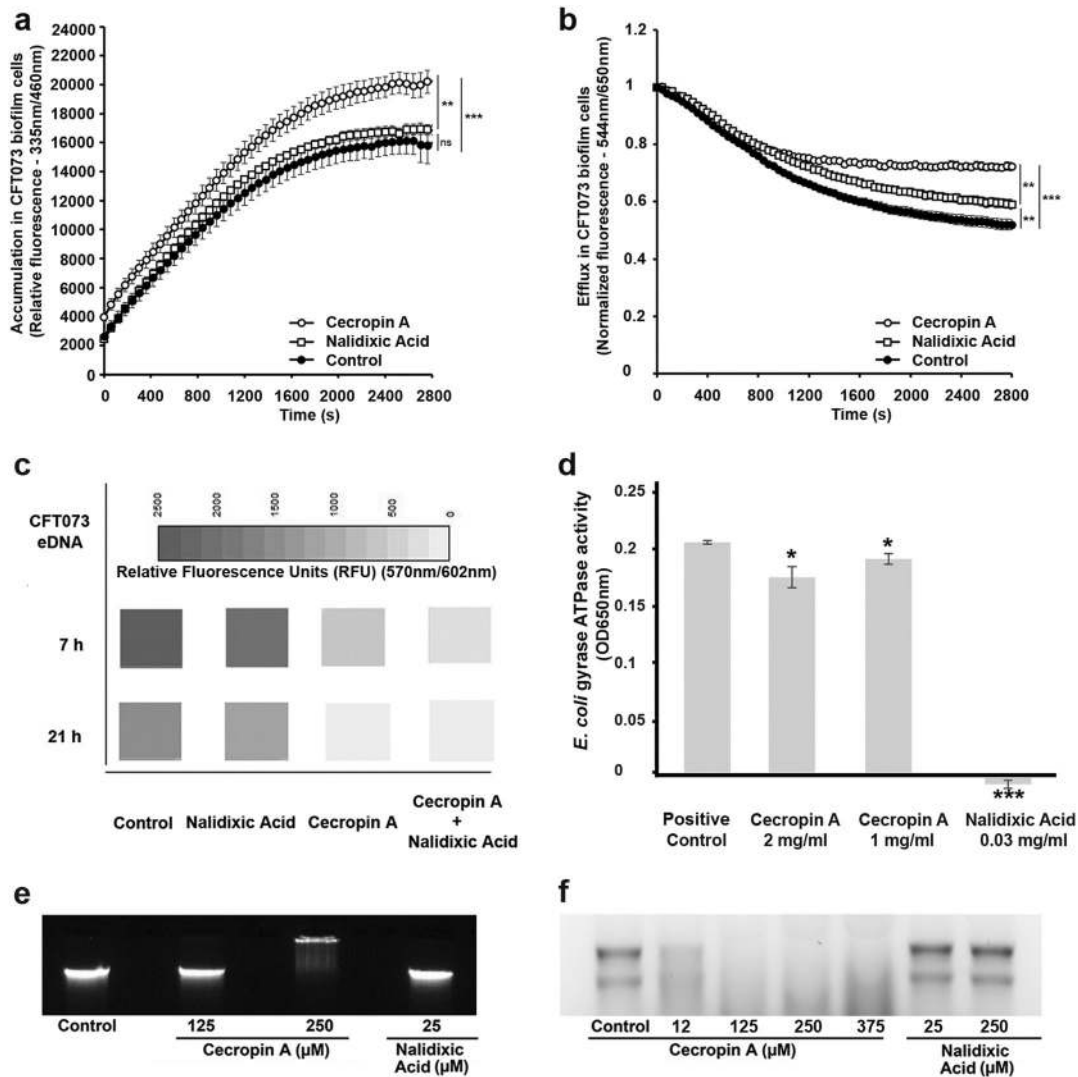 a
Accumulation in CFT073 biofilm cells
(Relative fluorescence - 335nm/460nm)
24000
22000
20000
18000
16000
14000
12000
10000
8000
6000
4000
2000
0
**
***
ns
Cecropin A
Nalidixic Acid
Control
0 400 800 1200 1600 2000 2400 2800
Time (s)
b
Efflux in CFT073 biofilm cells
(Normalized fluorescence - 544nm/650nm)
1.2
1
0.8
0.6
0.4
0.2
0
**
***
**
Cecropin A
Nalidixic Acid
Control
0 400 800 1200 1600 2000 2400 2800
Time (s)
c
CFT073
eDNA
2500 2000 1500 1000 500 0
Relative Fluorescence Units (RFU) (570nm/602nm)
7 h
21 h
Control Nalidixic Acid Cecropin A Cecropin A
+
Nalidixic Acid
d
E. coli gyrase ATPase activity
(OD650nm)
0.25
0.2
0.15
0.1
0.05
0
* *
***
Positive Cecropin A Cecropin A Nalidixic Acid
Control 2 mg/ml 1 mg/ml 0.03 mg/ml
e
Control 125 250 25
Cecropin A (µM) Nalidixic
Acid (µM)
f
Control 12 125 250 375 25 250
Cecropin A (µM) Nalidixic
Acid (µM)